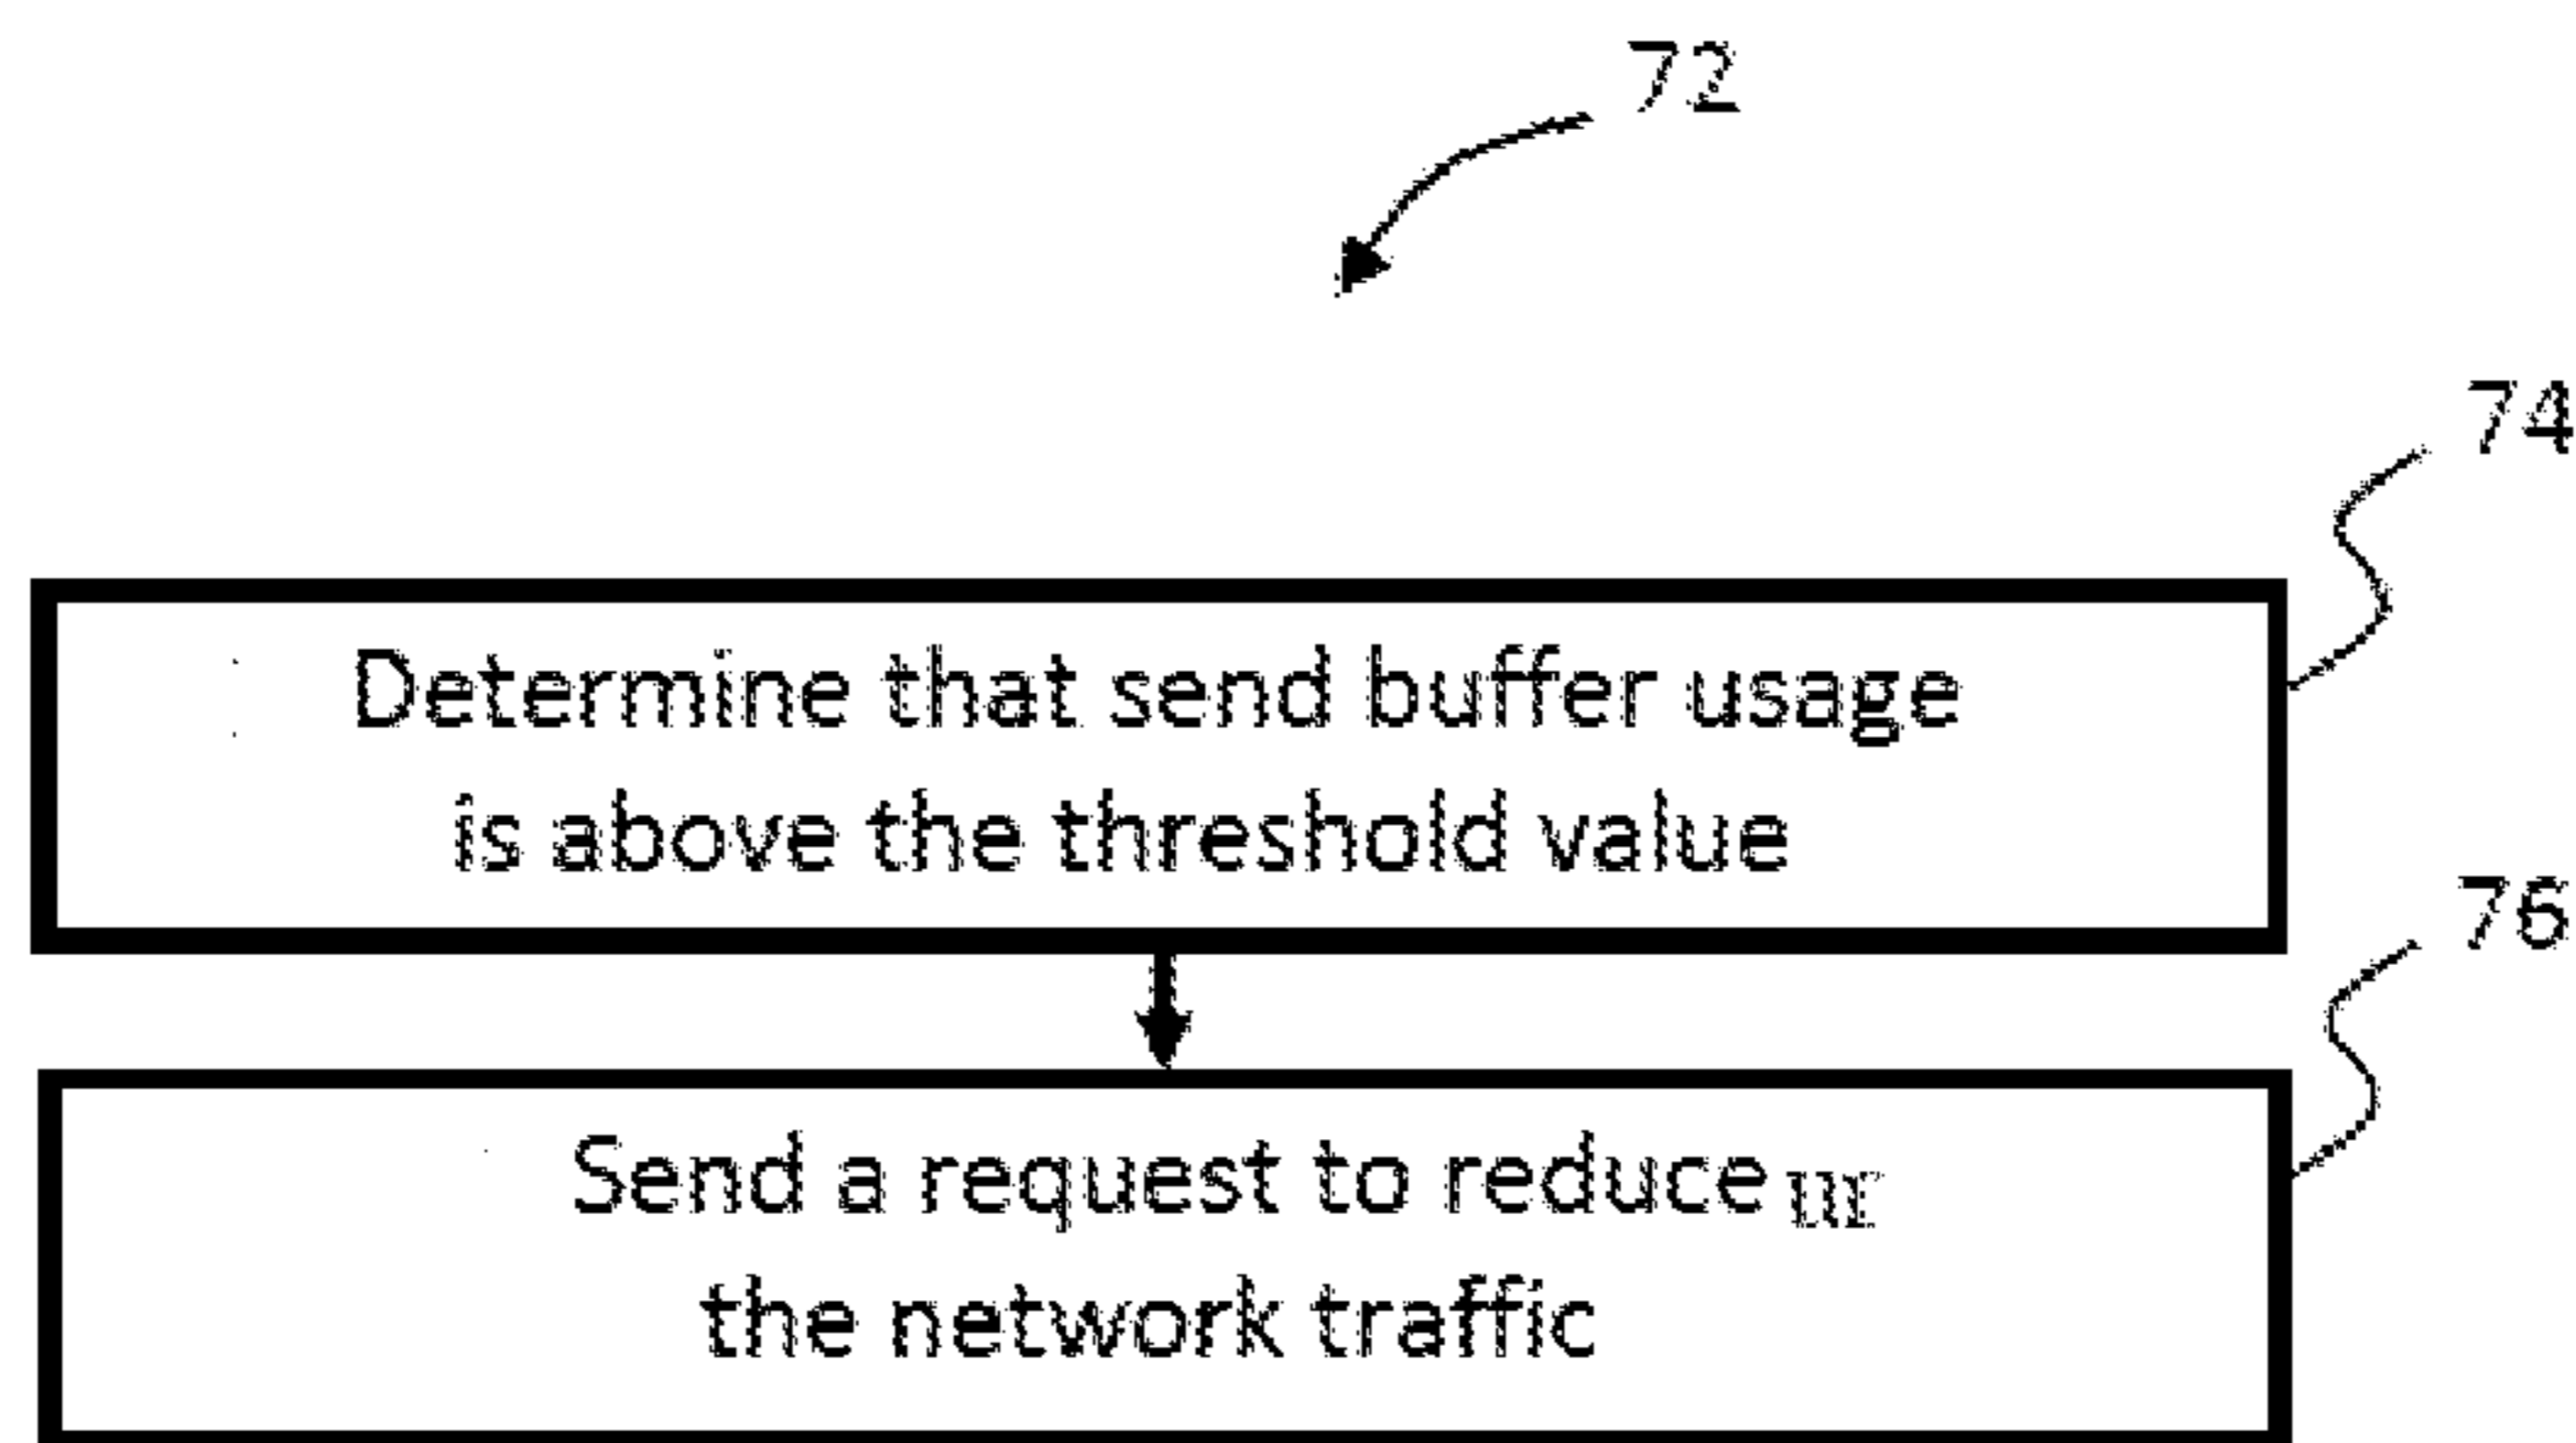 72
74
Determine that send buffer usage
is above the threshold value
76
Send a request to reduce
the network traffic